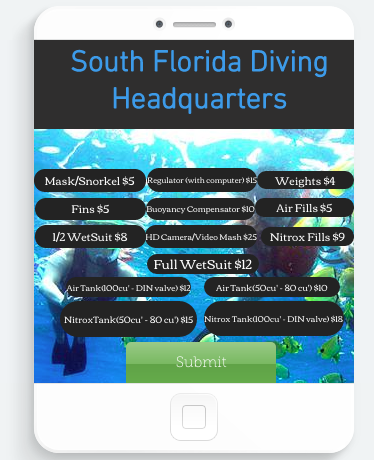 South Florida Diving
Headquarters
Mask/Snorkel $5 Regulator (with computer) $15 Weights $4
Fins $5 Buoyancy Compensator $10 Air Fills $5
1/2 WetSuit $8 HD Camera/Video Mash $25 Nitrox Fills $9
Full WetSuit $12
Air Tank(100cu' - DIN valve) $12 Air Tank(50cu' - 80 cu') $10
NitroxTank(50cu' - 80 cu') $15 Nitrox Tank(100cu' - DIN valve) $18
Submit